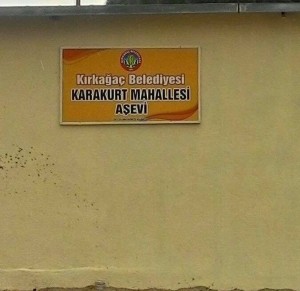 Kırkağaç Belediyesi
KARAKURT MAHALLESİ
AŞEVİ